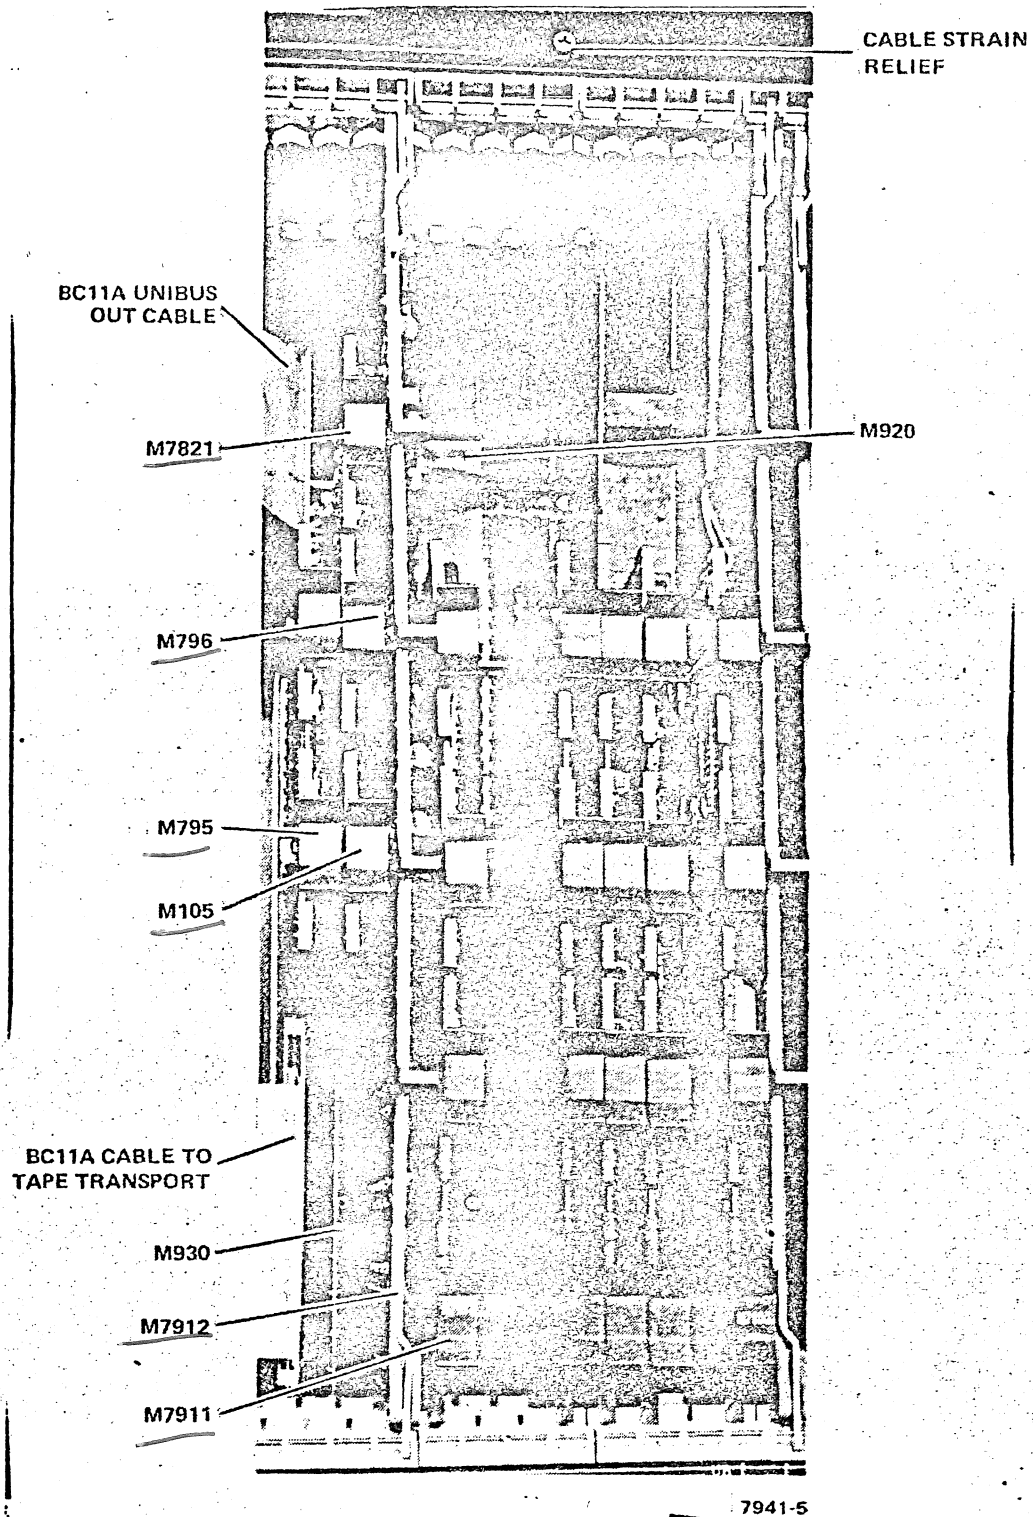 CABLE STRAIN
RELIEF
BC11A UNIBUS
OUT CABLE
M7821
M920
M796
M795
M105
BC11A CABLE TO
TAPE TRANSPORT
M930
M7912
M7911
7941-5